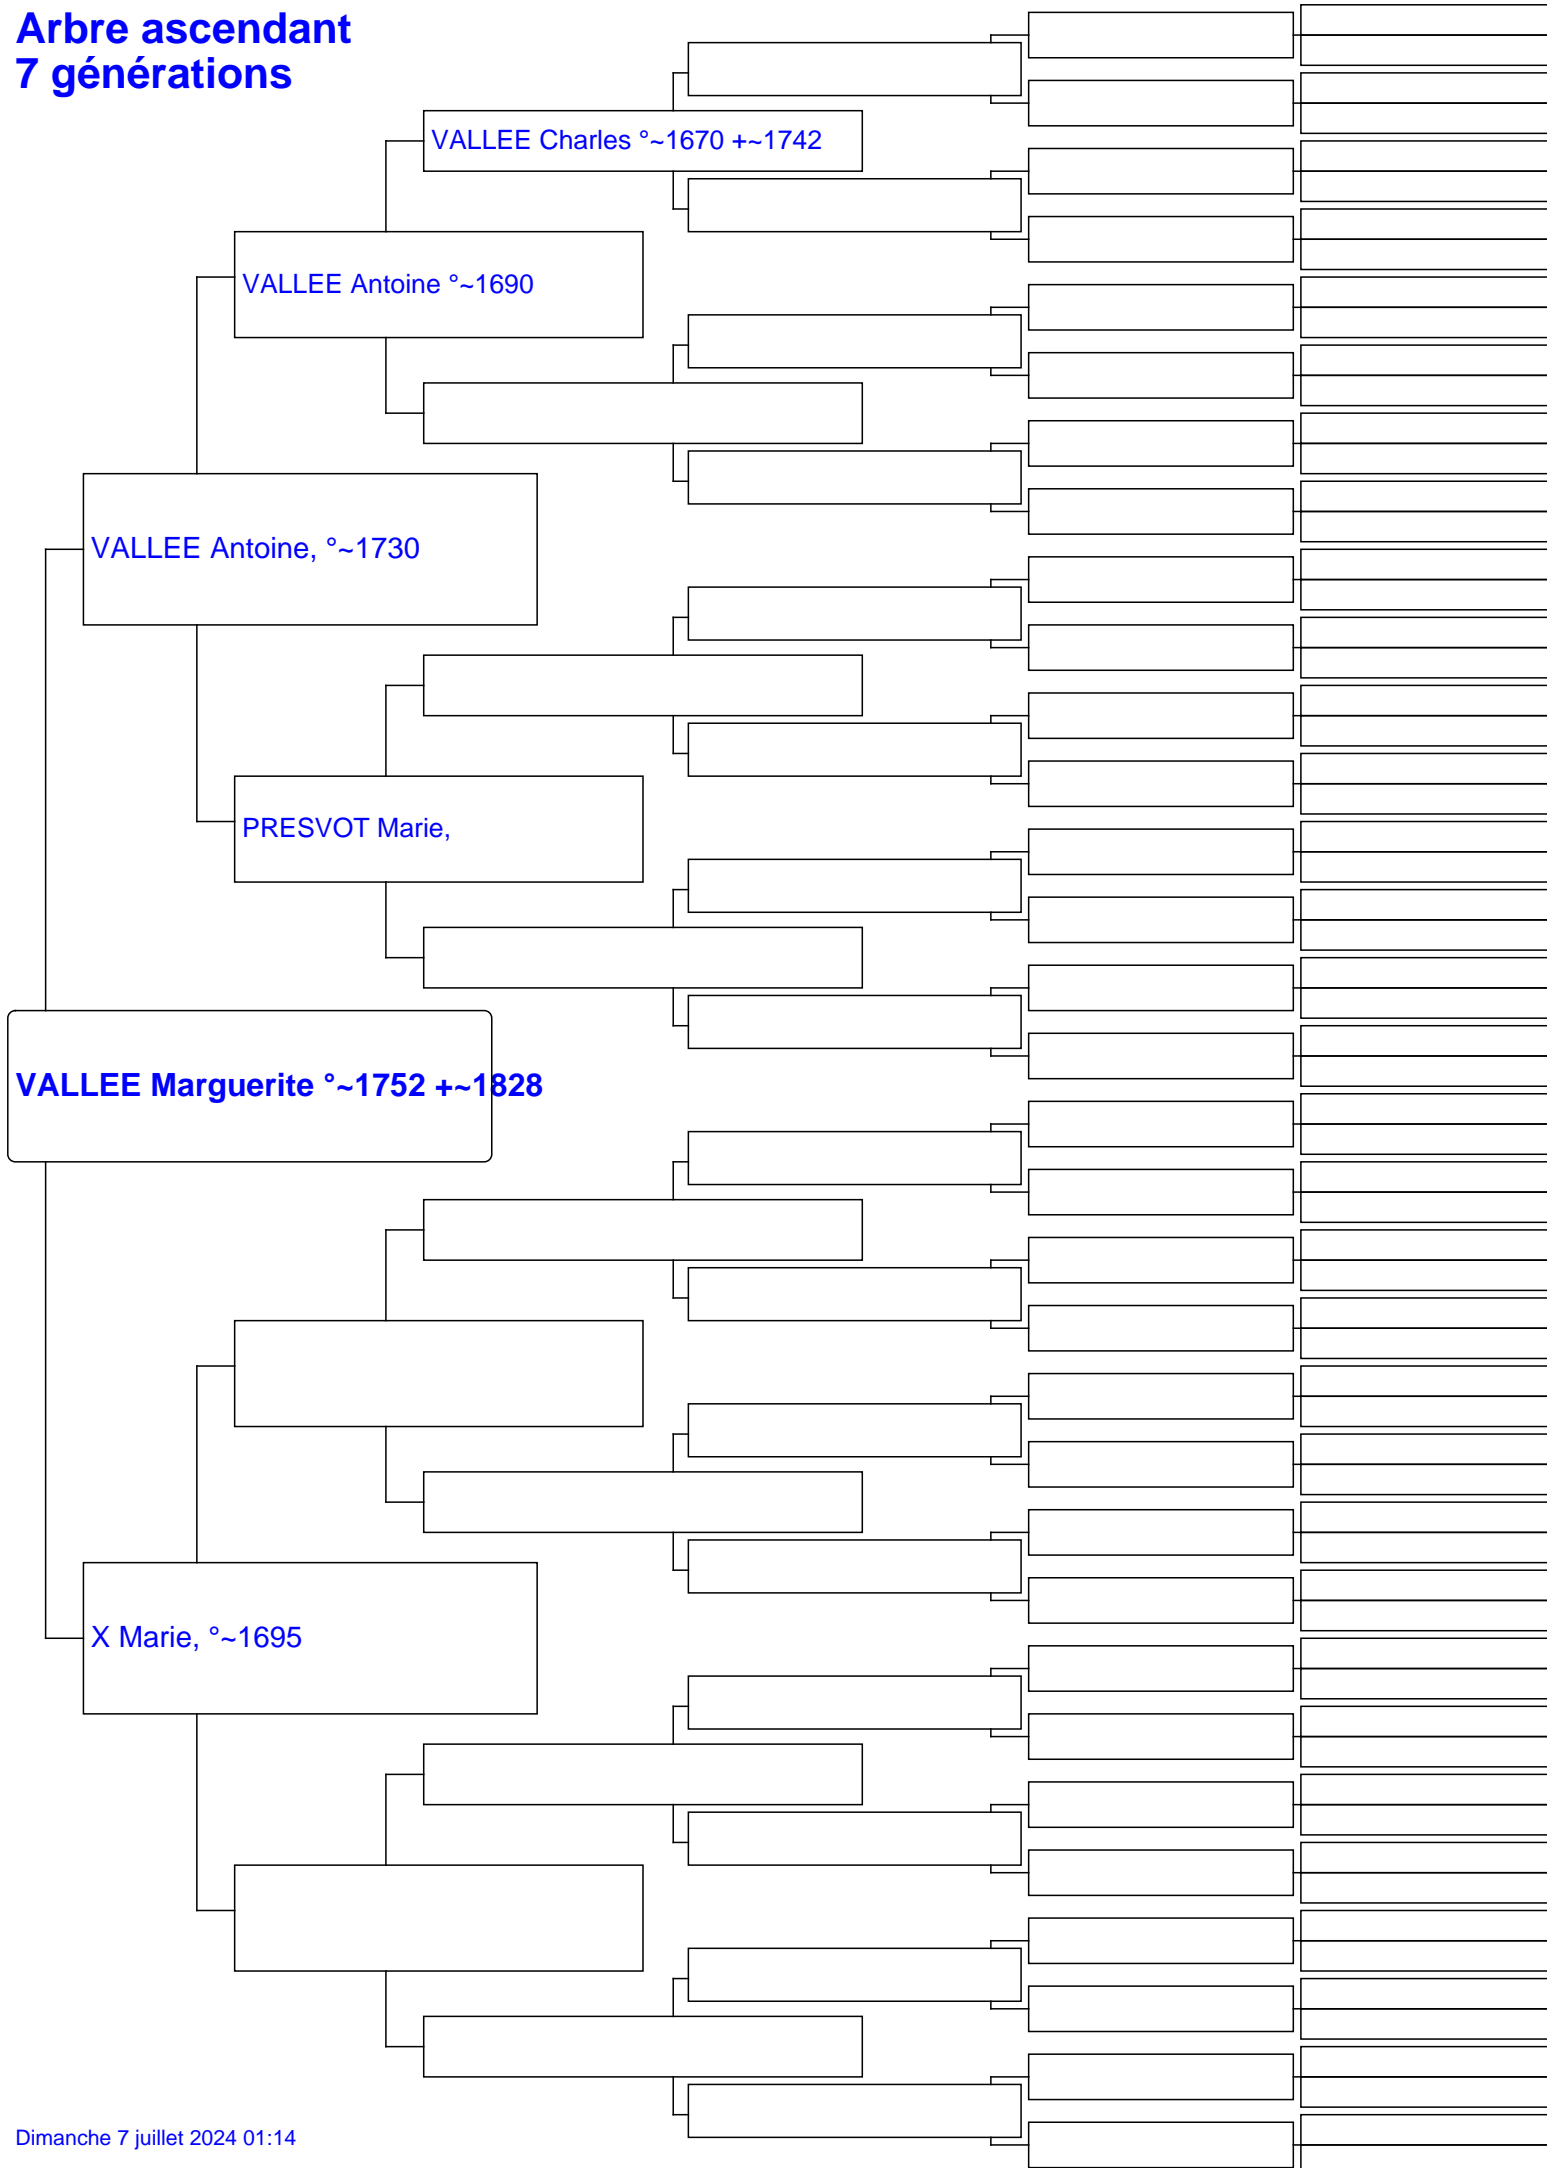 Arbre ascendant
7 générations
VALLEE Charles °~1670 +~1742
VALLEE Antoine °~1690
VALLEE Antoine, °~1730
PRESVOT Marie,
VALLEE Marguerite °~1752 +~1828
X Marie, °~1695
Dimanche 7 juillet 2024 01:14